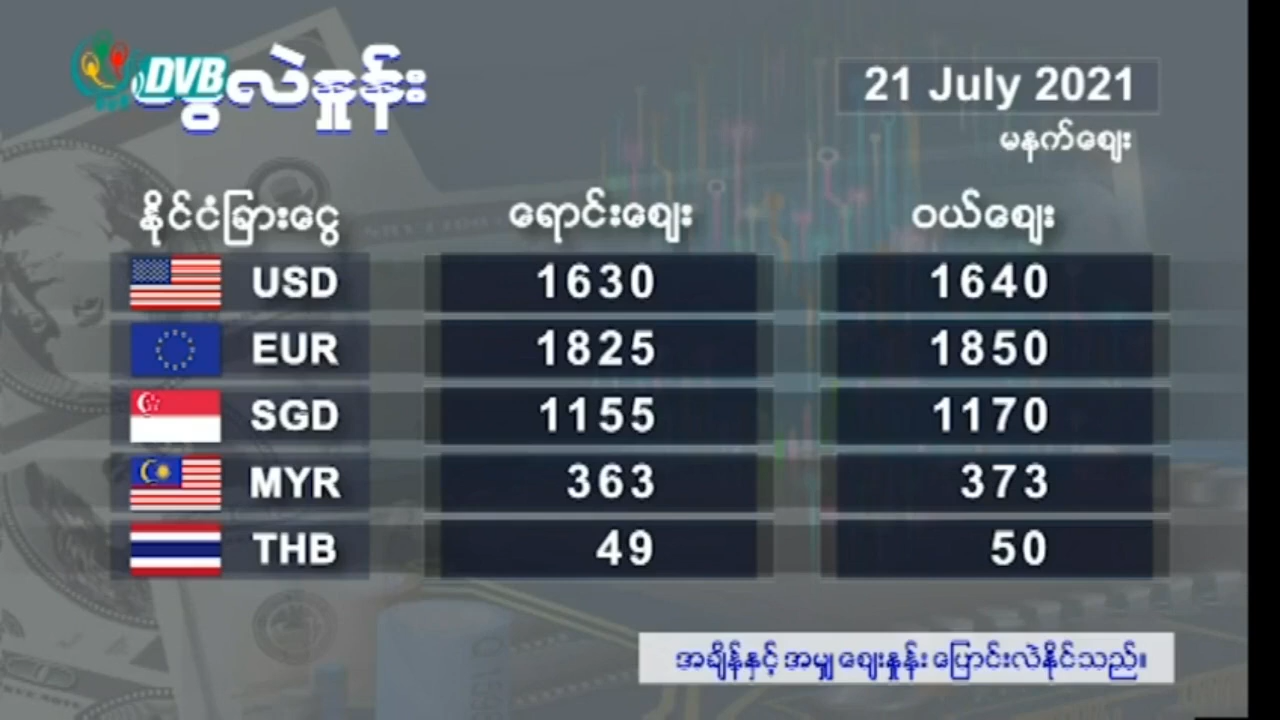 DVB
ငွေလဲနှုန်း
21 July 2021
မနက်ဈေး
နိုင်ငံခြားငွေ ရောင်းဈေး ဝယ်ဈေး
USD 1630 1640
EUR 1825 1850
SGD 1155 1170
MYR 363 373
THB 49 50
အချိန်နှင့် အမျှ ဈေးနှုန်း ပြောင်းလဲနိုင်သည်။